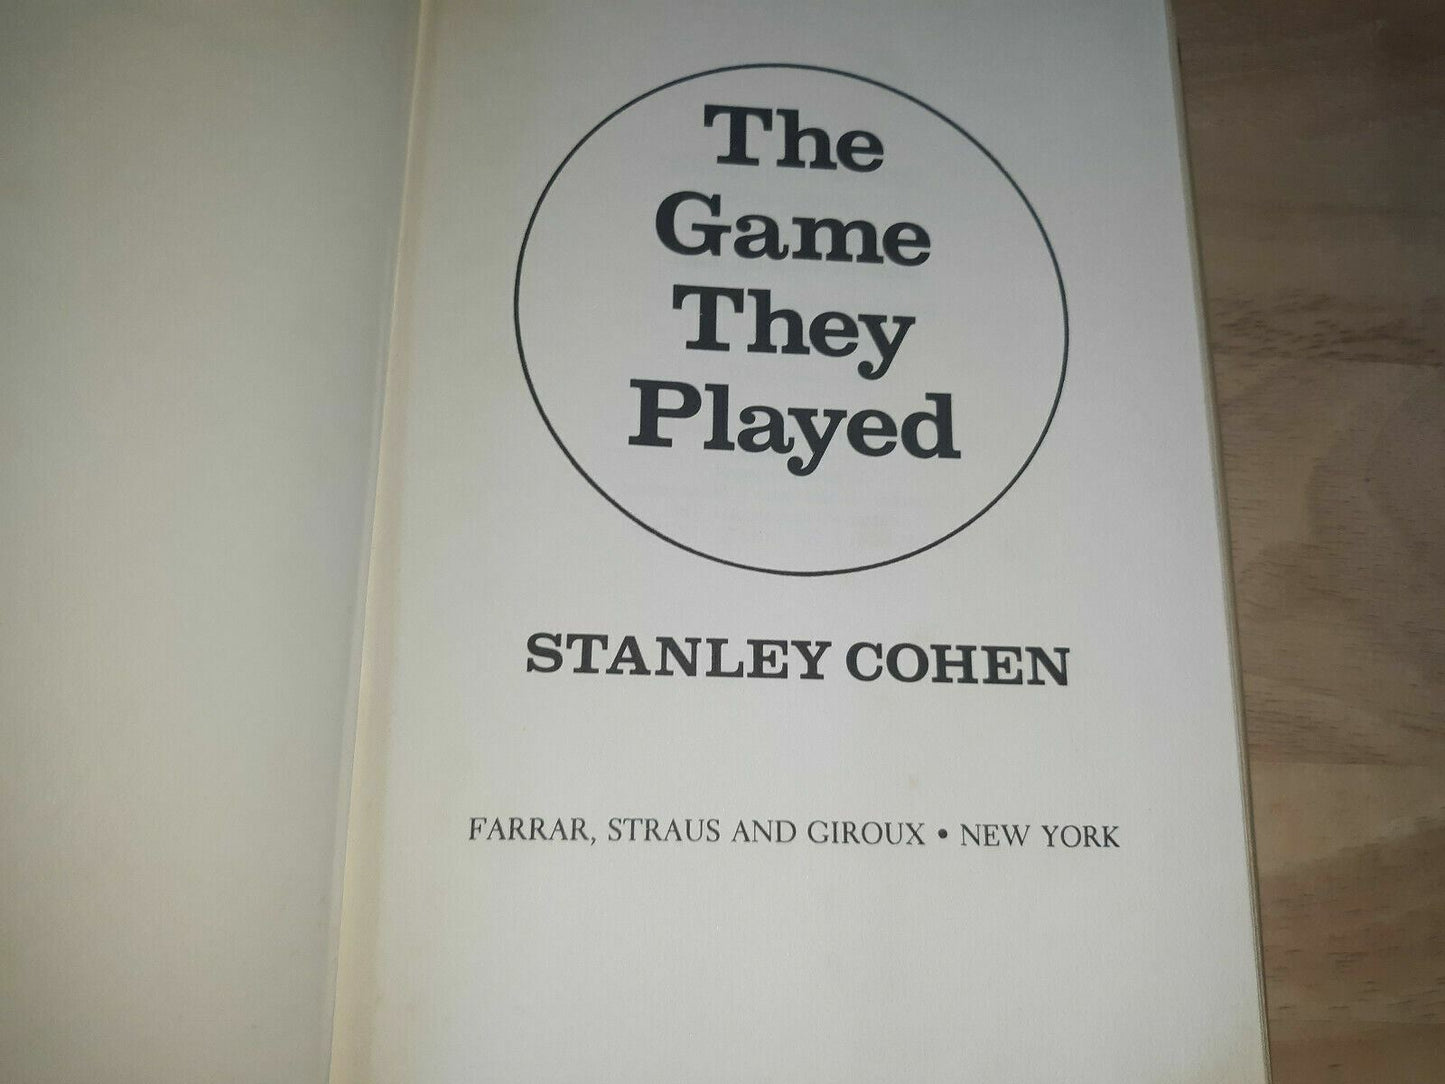 The
Game
They
Played
STANLEY COHEN
FARRAR, STRAUS AND GIROUX • NEW YORK